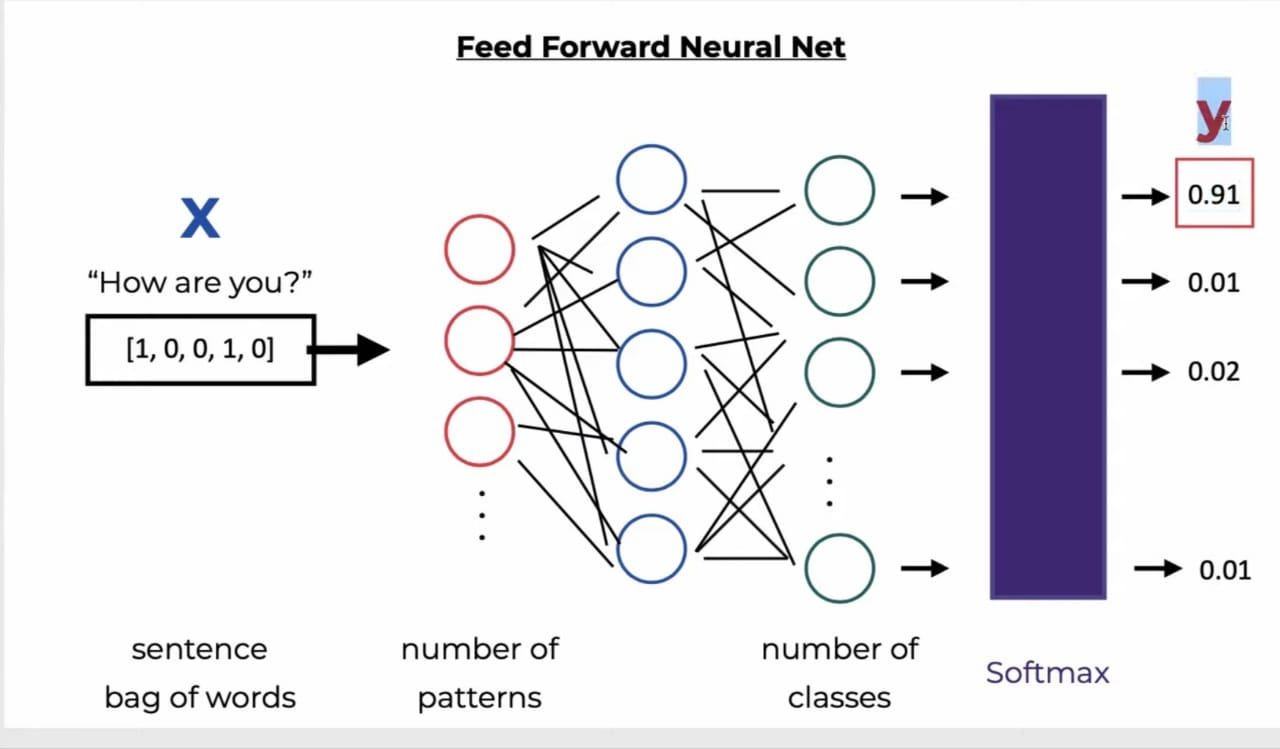 Feed Forward Neural Net
X
“How are you?”
[1, 0, 0, 1, 0]
y
0.91
0.01
0.02
0.01
sentence
bag of words
number of
patterns
number of
classes
Softmax